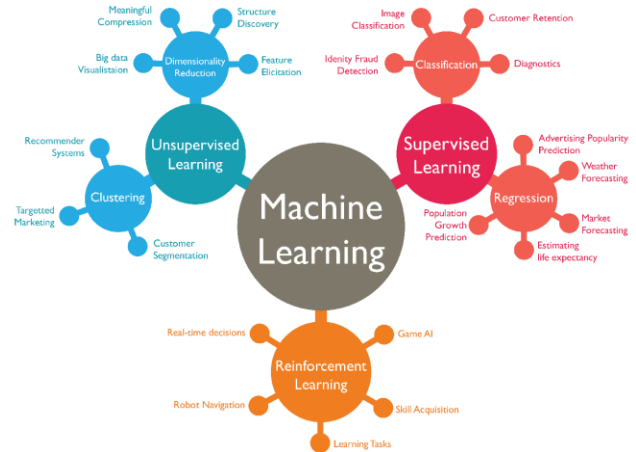 Meaningful
Compression
Structure
Discovery
Big data
Visualistaion
Dimensionality
Reduction
Feature
Elicitation
Image
Classification
Customer Retention
Idenity Fraud
Detection
Classification
Diagnostics
Unsupervised
Learning
Supervised
Learning
Recommender
Systems
Clustering
Targetted
Marketing
Customer
Segmentation
Advertising Popularity
Prediction
Weather
Forecasting
Regression
Population
Growth
Prediction
Market
Forecasting
Estimating
life expectancy
Machine
Learning
Real-time decisions
Game AI
Reinforcement
Learning
Robot Navigation
Skill Acquisition
Learning Tasks